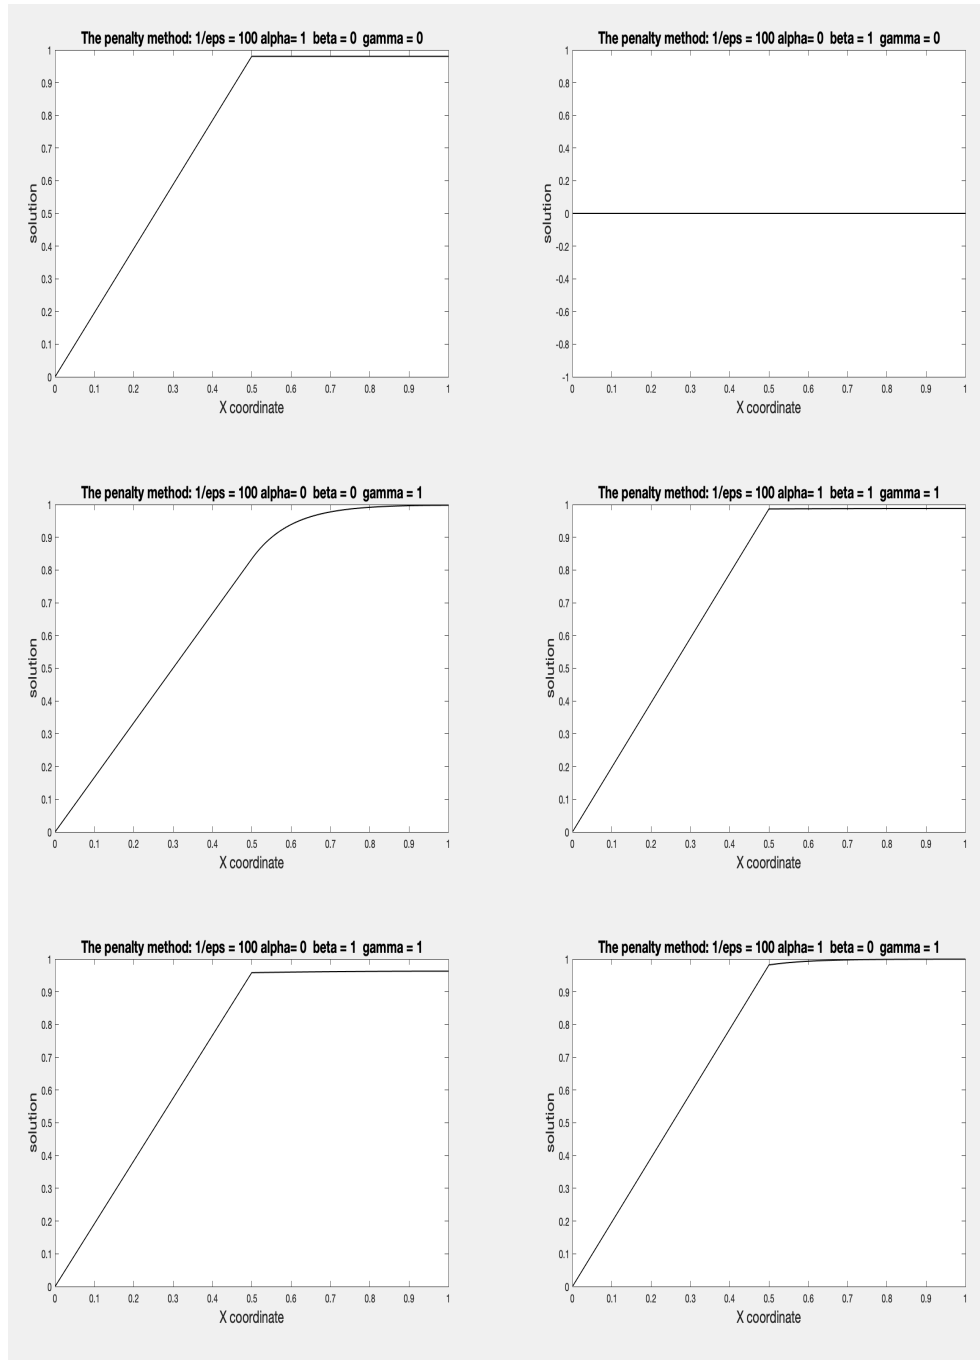 The penalty method: 1/eps = 100 alpha= 1 beta = 0 gamma = 0
1
0.9
0.8
0.7
0.6
0.5
0.4
0.3
0.2
0.1
0
solution
0 0.1 0.2 0.3 0.4 0.5 0.6 0.7 0.8 0.9 1
X coordinate
The penalty method: 1/eps = 100 alpha= 0 beta = 1 gamma = 0
1
0.8
0.6
0.4
0.2
0
-0.2
-0.4
-0.6
-0.8
-1
solution
0 0.1 0.2 0.3 0.4 0.5 0.6 0.7 0.8 0.9 1
X coordinate
The penalty method: 1/eps = 100 alpha= 0 beta = 0 gamma = 1
1
0.9
0.8
0.7
0.6
0.5
0.4
0.3
0.2
0.1
0
solution
0 0.1 0.2 0.3 0.4 0.5 0.6 0.7 0.8 0.9 1
X coordinate
The penalty method: 1/eps = 100 alpha= 1 beta = 1 gamma = 1
1
0.9
0.8
0.7
0.6
0.5
0.4
0.3
0.2
0.1
0
solution
0 0.1 0.2 0.3 0.4 0.5 0.6 0.7 0.8 0.9 1
X coordinate
The penalty method: 1/eps = 100 alpha= 0 beta = 1 gamma = 1
1
0.9
0.8
0.7
0.6
0.5
0.4
0.3
0.2
0.1
0
solution
0 0.1 0.2 0.3 0.4 0.5 0.6 0.7 0.8 0.9 1
X coordinate
The penalty method: 1/eps = 100 alpha= 1 beta = 0 gamma = 1
1
0.9
0.8
0.7
0.6
0.5
0.4
0.3
0.2
0.1
0
solution
0 0.1 0.2 0.3 0.4 0.5 0.6 0.7 0.8 0.9 1
X coordinate